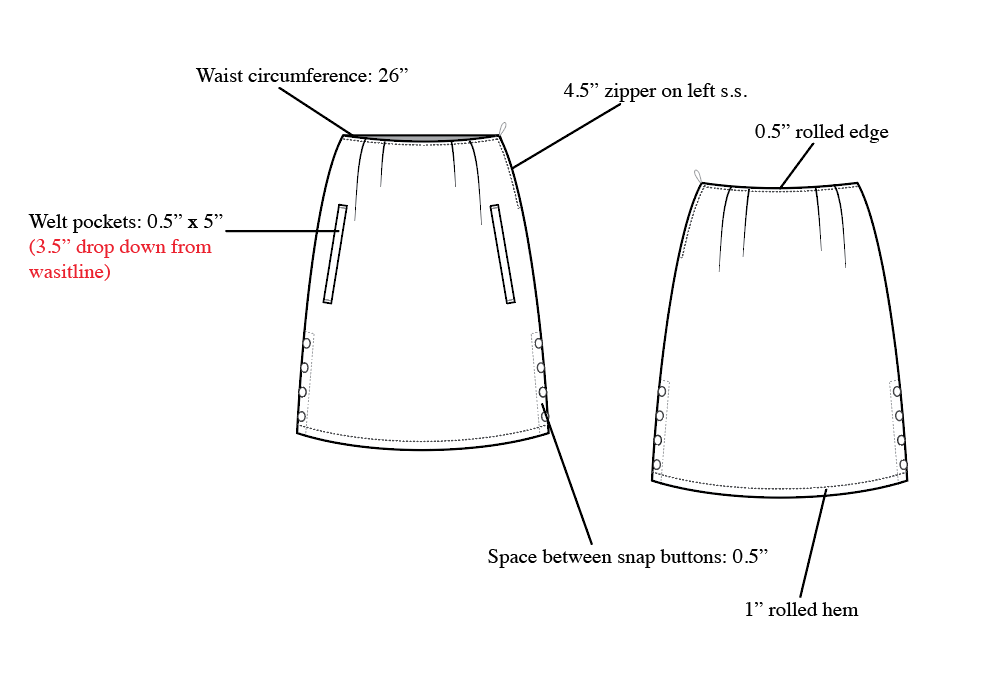 Waist circumference: 26”
4.5” zipper on left s.s.
0.5” rolled edge
Welt pockets: 0.5” x 5”
(3.5” drop down from
wasitline)
Space between snap buttons: 0.5”
1” rolled hem